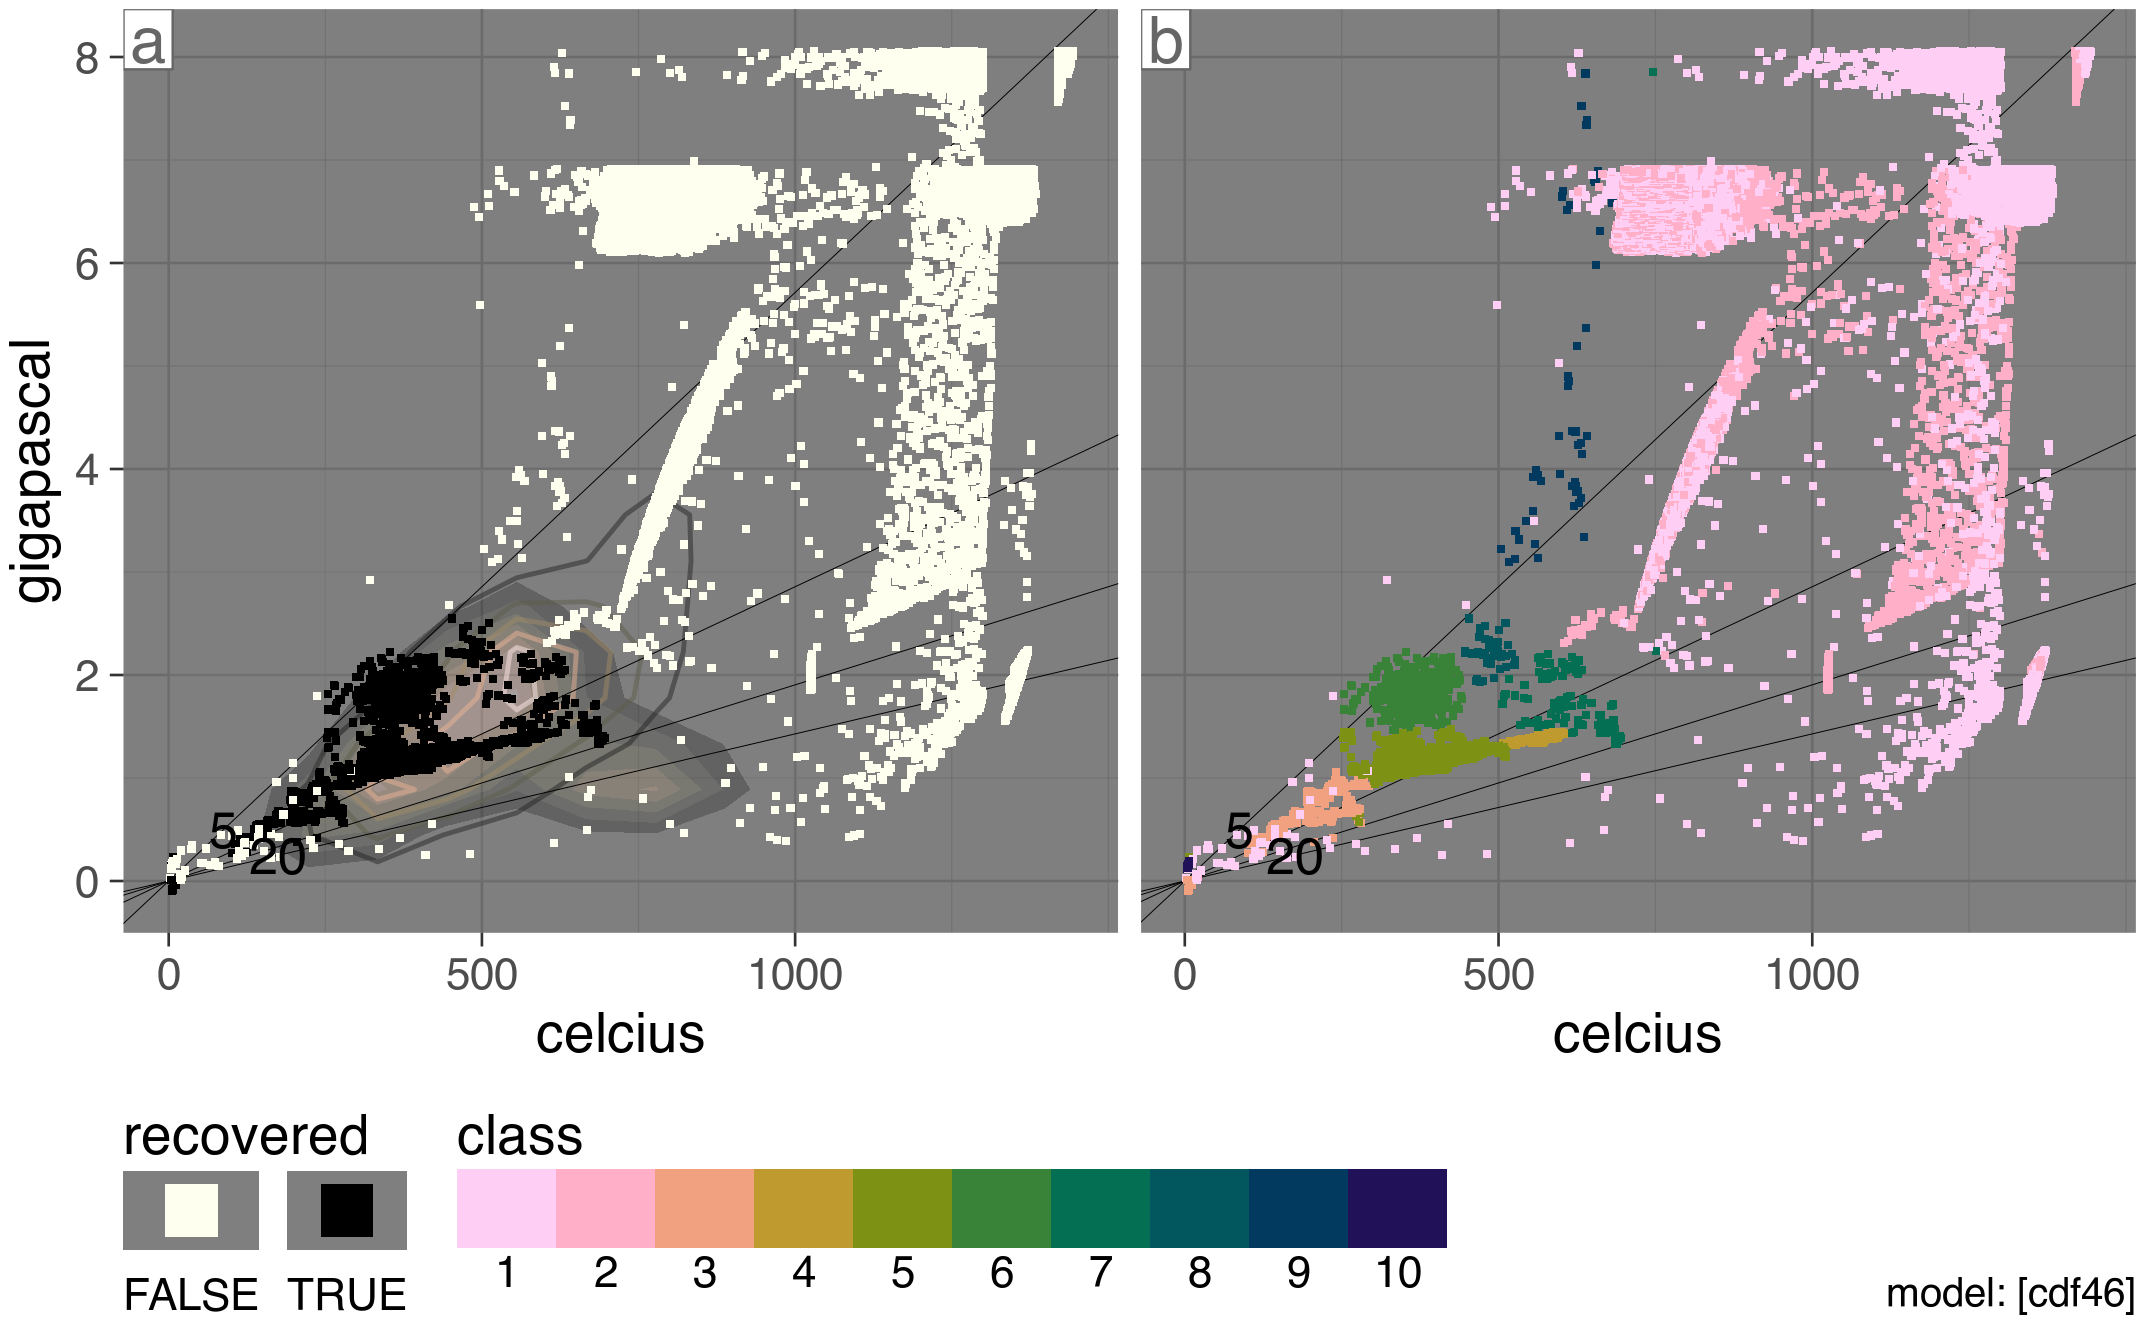 a
b
gigapascal
8
6
4
2
0
5
20
5
20
0 500 1000
0 500 1000
celcius
celcius
recovered
FALSE TRUE
class
1 2 3 4 5 6 7 8 9 10
model: [cdf46]